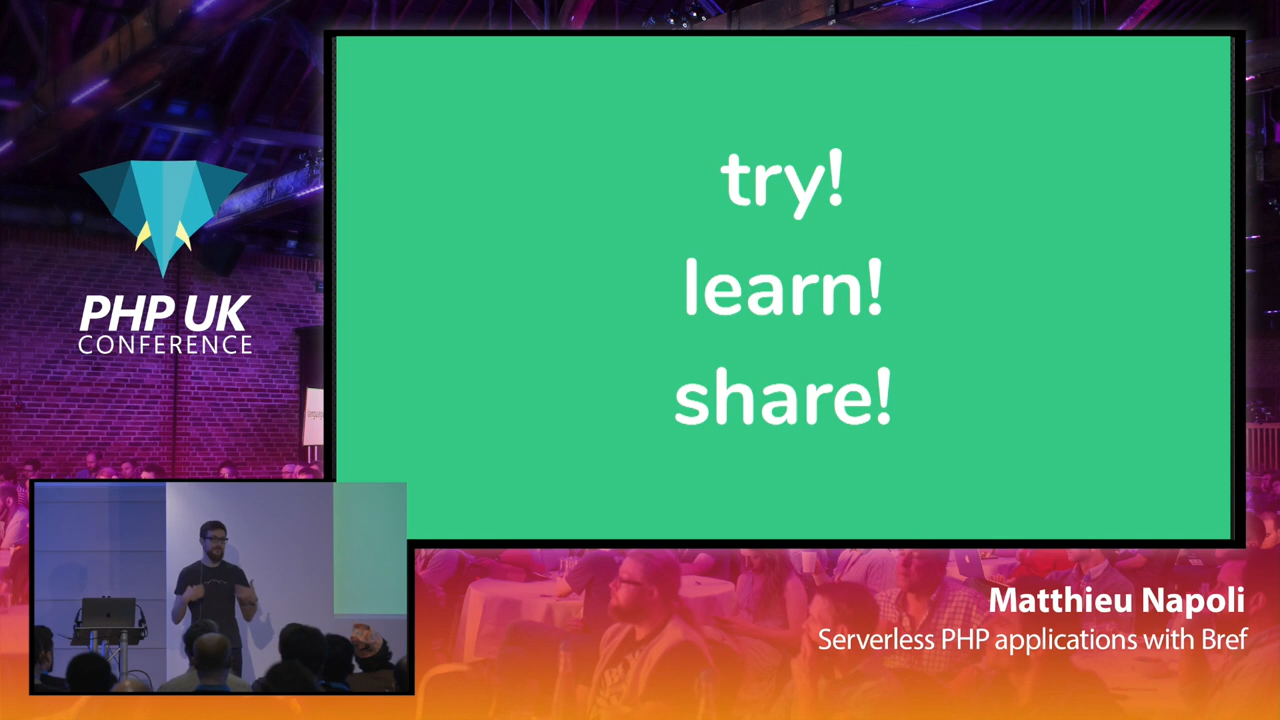 try!
learn!
share!
PHP UK
CONFERENCE
Matthieu Napoli
Serverless PHP applications with Bref